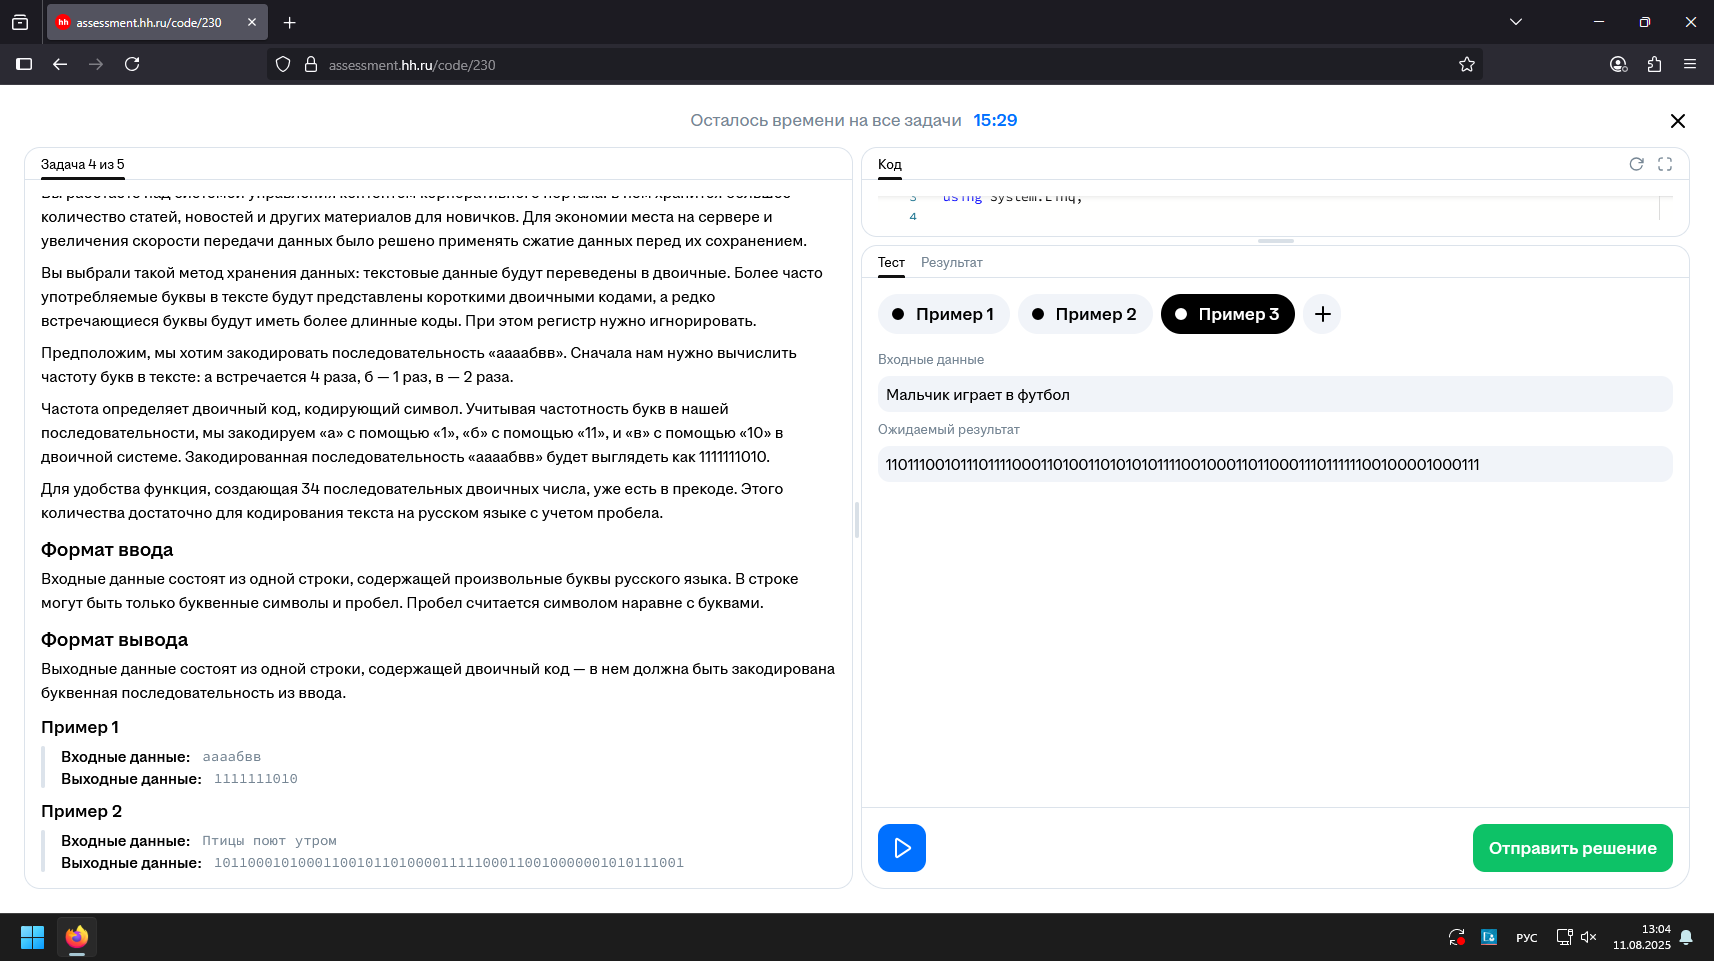 assessment.hh.ru/code/230
assessment.hh.ru/code/230
Осталось времени на все задачи 15:29
Задача 4 из 5
количество статей, новостей и других материалов для новичков. Для экономии места на сервере и
увеличения скорости передачи данных было решено применять сжатие данных перед их сохранением.
Вы выбрали такой метод хранения данных: текстовые данные будут переведены в двоичные. Более часто
употребляемые буквы в тексте будут представлены короткими двоичными кодами, а редко
встречающиеся буквы будут иметь более длинные коды. При этом регистр нужно игнорировать.
Предположим, мы хотим закодировать последовательность «аааабвв». Сначала нам нужно вычислить
частоту букв в тексте: а встречается 4 раза, б — 1 раз, в — 2 раза.
Частота определяет двоичный код, кодирующий символ. Учитывая частотность букв в нашей
последовательности, мы закодируем «а» с помощью «1», «б» с помощью «11», и «в» с помощью «10» в
двоичной системе. Закодированная последовательность «аааабвв» будет выглядеть как 1111111010.
Для удобства функция, создающая 34 последовательных двоичных числа, уже есть в прекоде. Этого
количества достаточно для кодирования текста на русском языке с учетом пробела.
Формат ввода
Входные данные состоят из одной строки, содержащей произвольные буквы русского языка. В строке
могут быть только буквенные символы и пробел. Пробел считается символом наравне с буквами.
Формат вывода
Выходные данные состоят из одной строки, содержащей двоичный код — в нем должна быть закодирована
буквенная последовательность из ввода.
Пример 1
Входные данные: аааабвв
Выходные данные: 1111111010
Пример 2
Входные данные: Птицы поют утром
Выходные данные: 10110001010001100101101000011111100011001000000101011100​1
Код
3 using System.Linq;
4
Тест Результат
Пример 1 Пример 2 Пример 3
Входные данные
Мальчик играет в футбол
Ожидаемый результат
Отправить решение
РУС
13:04
11.08.2025